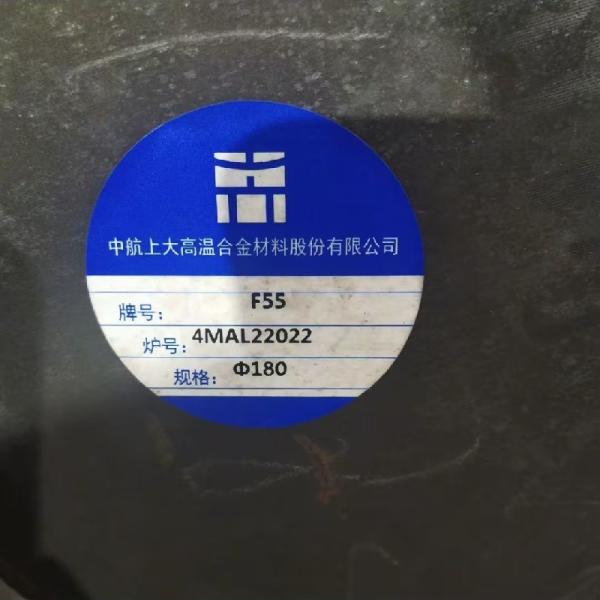 中航上大高温合金材料股份有限公司
牌号: F55
炉号: 4MAL22022
规格: Φ180